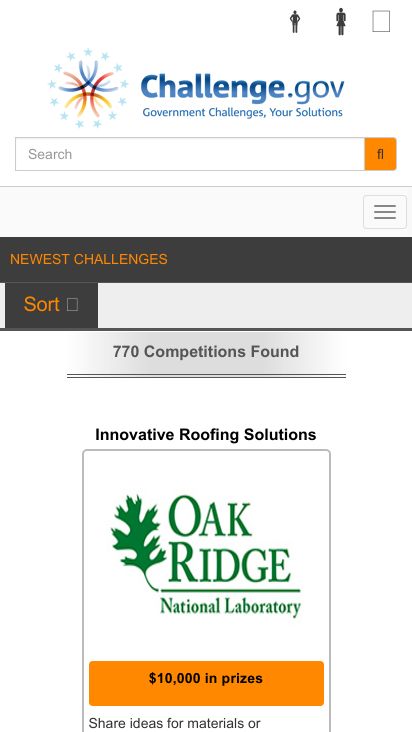 Challenge.gov
Government Challenges, Your Solutions
Search
NEWEST CHALLENGES
Sort
770 Competitions Found
Innovative Roofing Solutions
OAK
RIDGE
National Laboratory
$10,000 in prizes
Share ideas for materials or